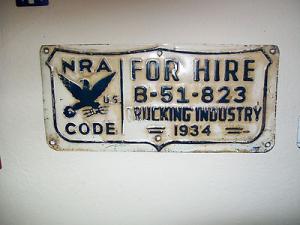 NRA
U.S.
CODE
FOR HIRE
B-51-823
TRUCKING INDUSTRY
1934